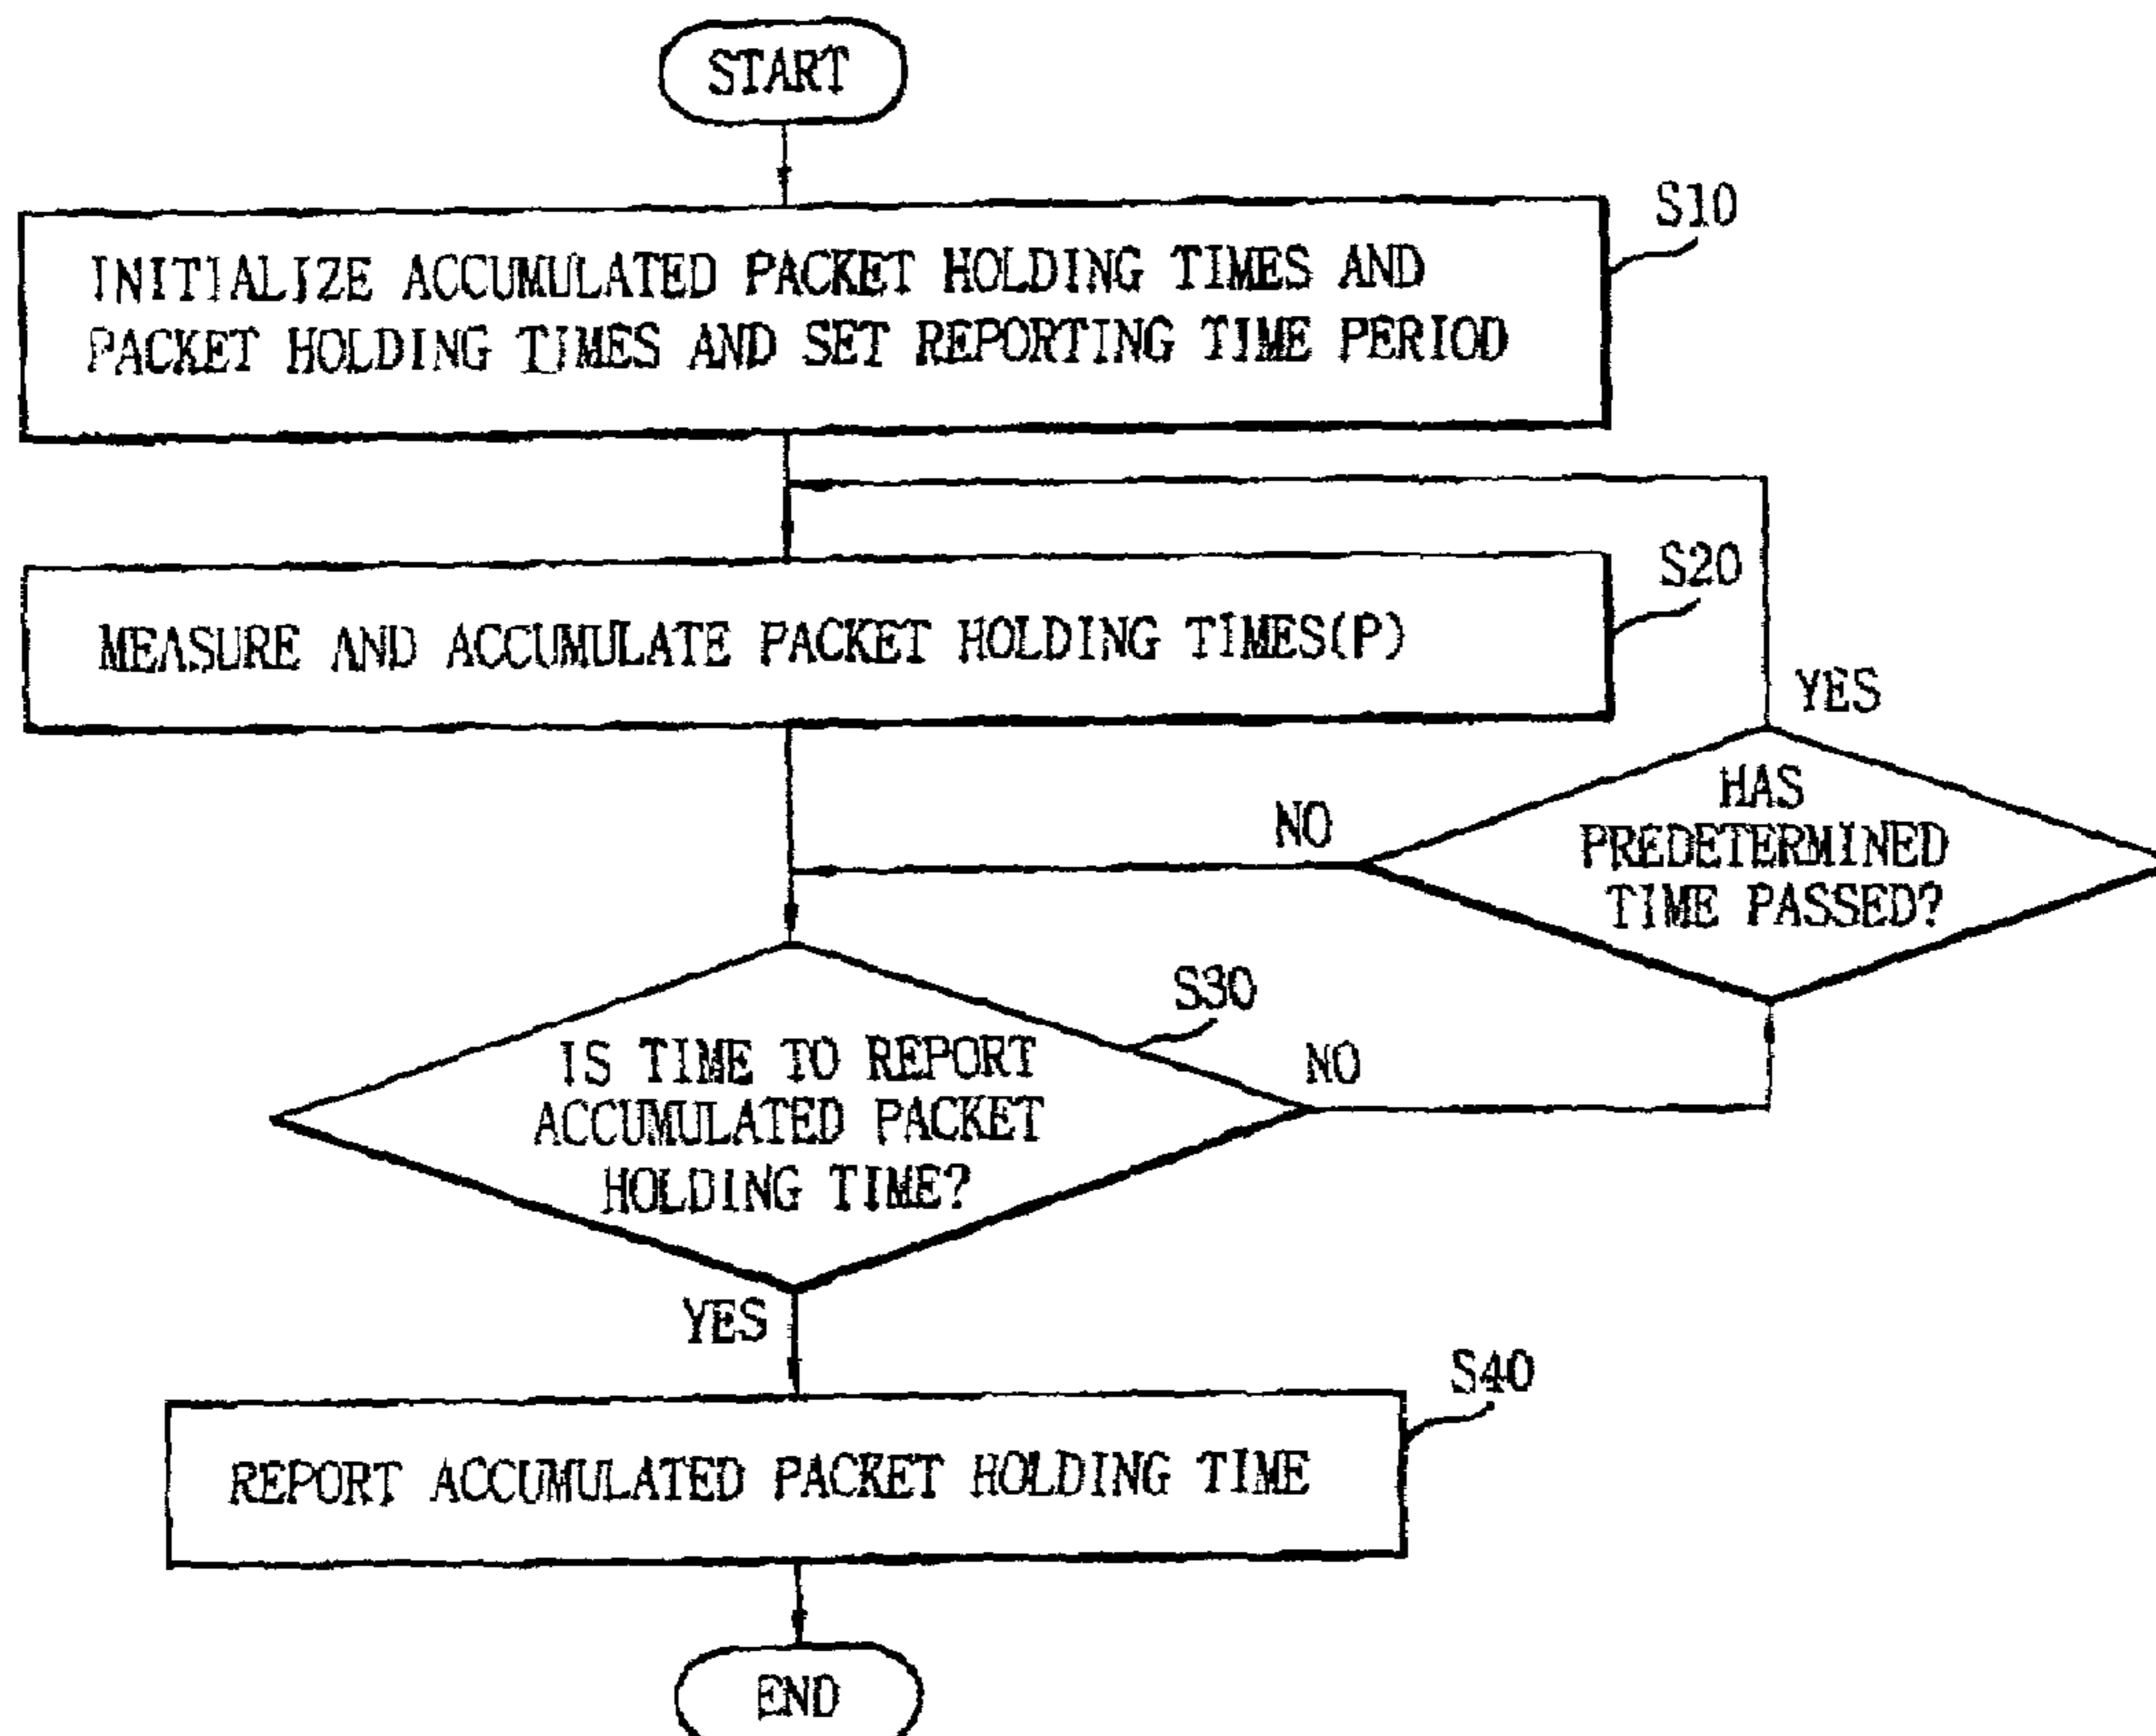 START
S10
INITIALIZE ACCUMULATED PACKET HOLDING TIMES AND
PACKET HOLDING TIMES AND SET REPORTING TIME PERIOD
S20
MEASURE AND ACCUMULATE PACKET HOLDING TIMES(P)
YES
HAS
PREDETERMINED
TIME PASSED?
NO
S30
IS TIME TO REPORT
ACCUMULATED PACKET
HOLDING TIME?
NO
YES
S40
REPORT ACCUMULATED PACKET HOLDING TIME
END